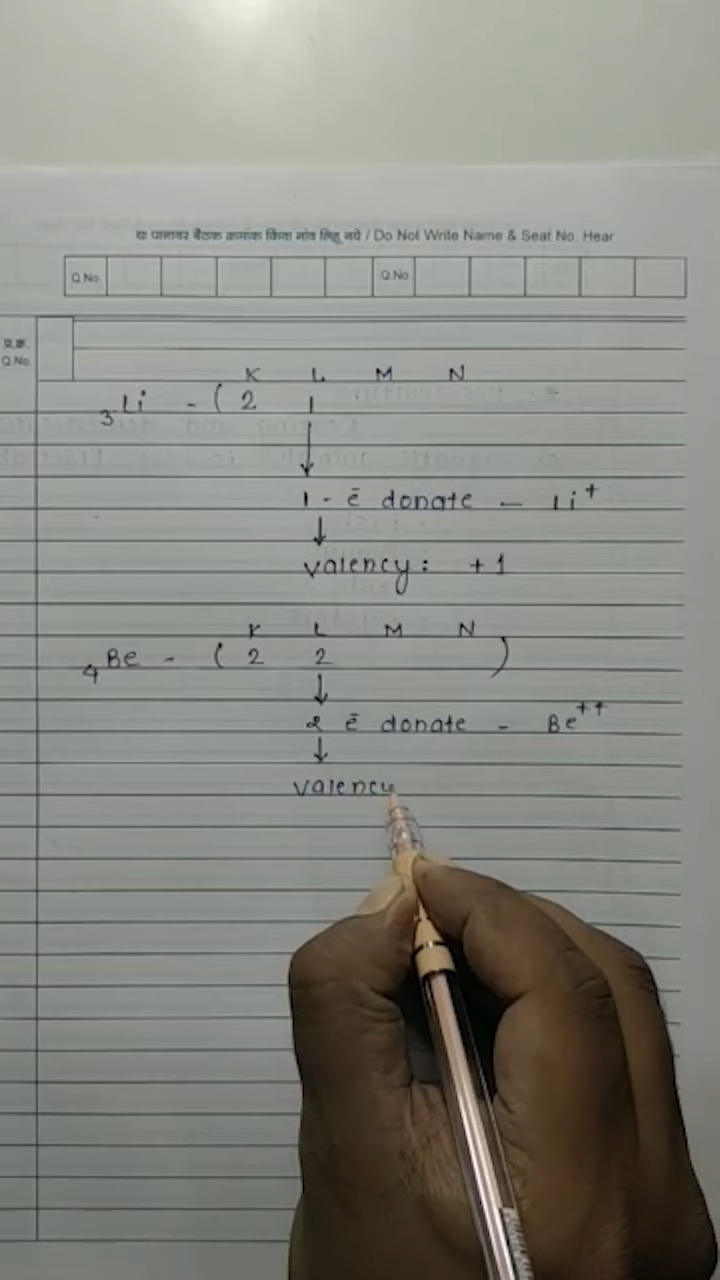 या पानावर बैठक क्रमांक किंवा नांव लिहू नये / Do Not Write Name & Seat No. Hear
Q.No. Q.No.
प्र.क्र.
Q.No.
K L M N
3Li - ( 2 1
↓
1 - ē donate - Li⁺
↓
valency : +1
K L M N
4Be - ( 2 2 )
↓
2 ē donate - Be⁺⁺
↓
valency